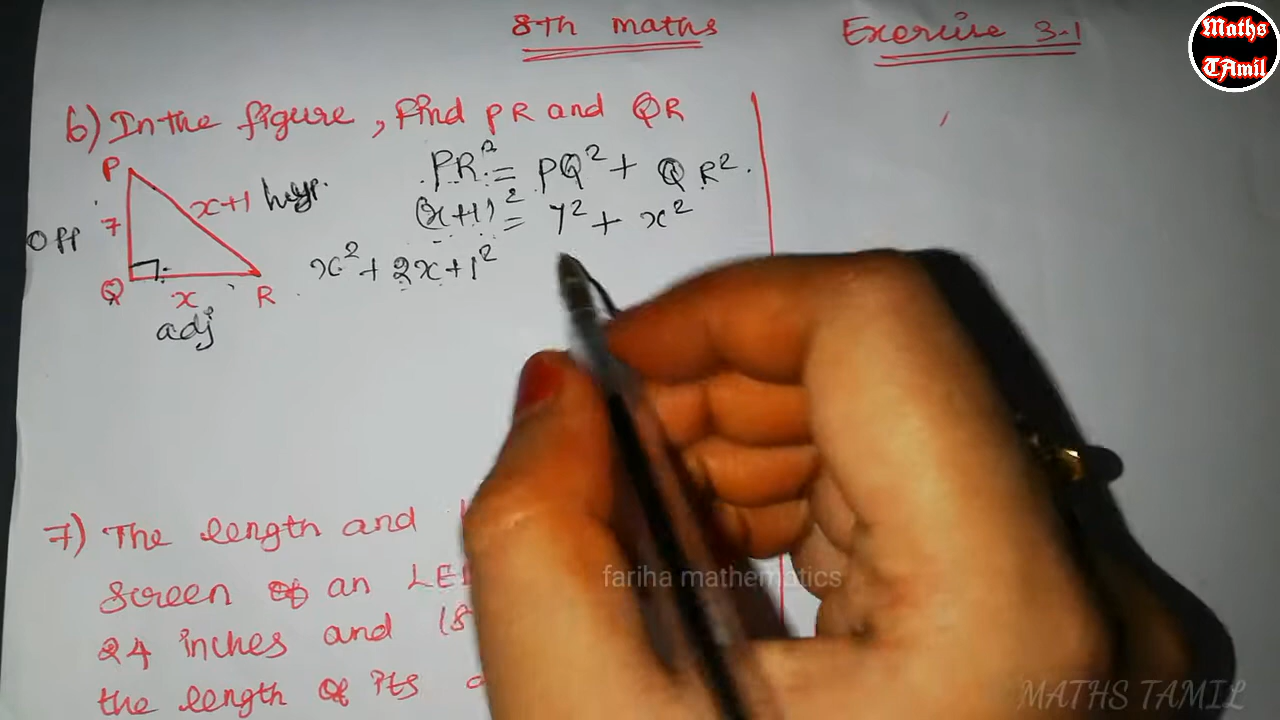 8th maths
Exercise 3.1
Maths
TAmil
6) In the figure, Find PR and QR
P
7
x+1 hyp.
opp
Q
x
R
adj
PR² = PQ² + QR².
(x+1)² = 7² + x²
x² + 2x + 1²
7) The length and
screen of an LE
24 inches and 18
the length of its
fariha mathematics
MATHS TAMIL